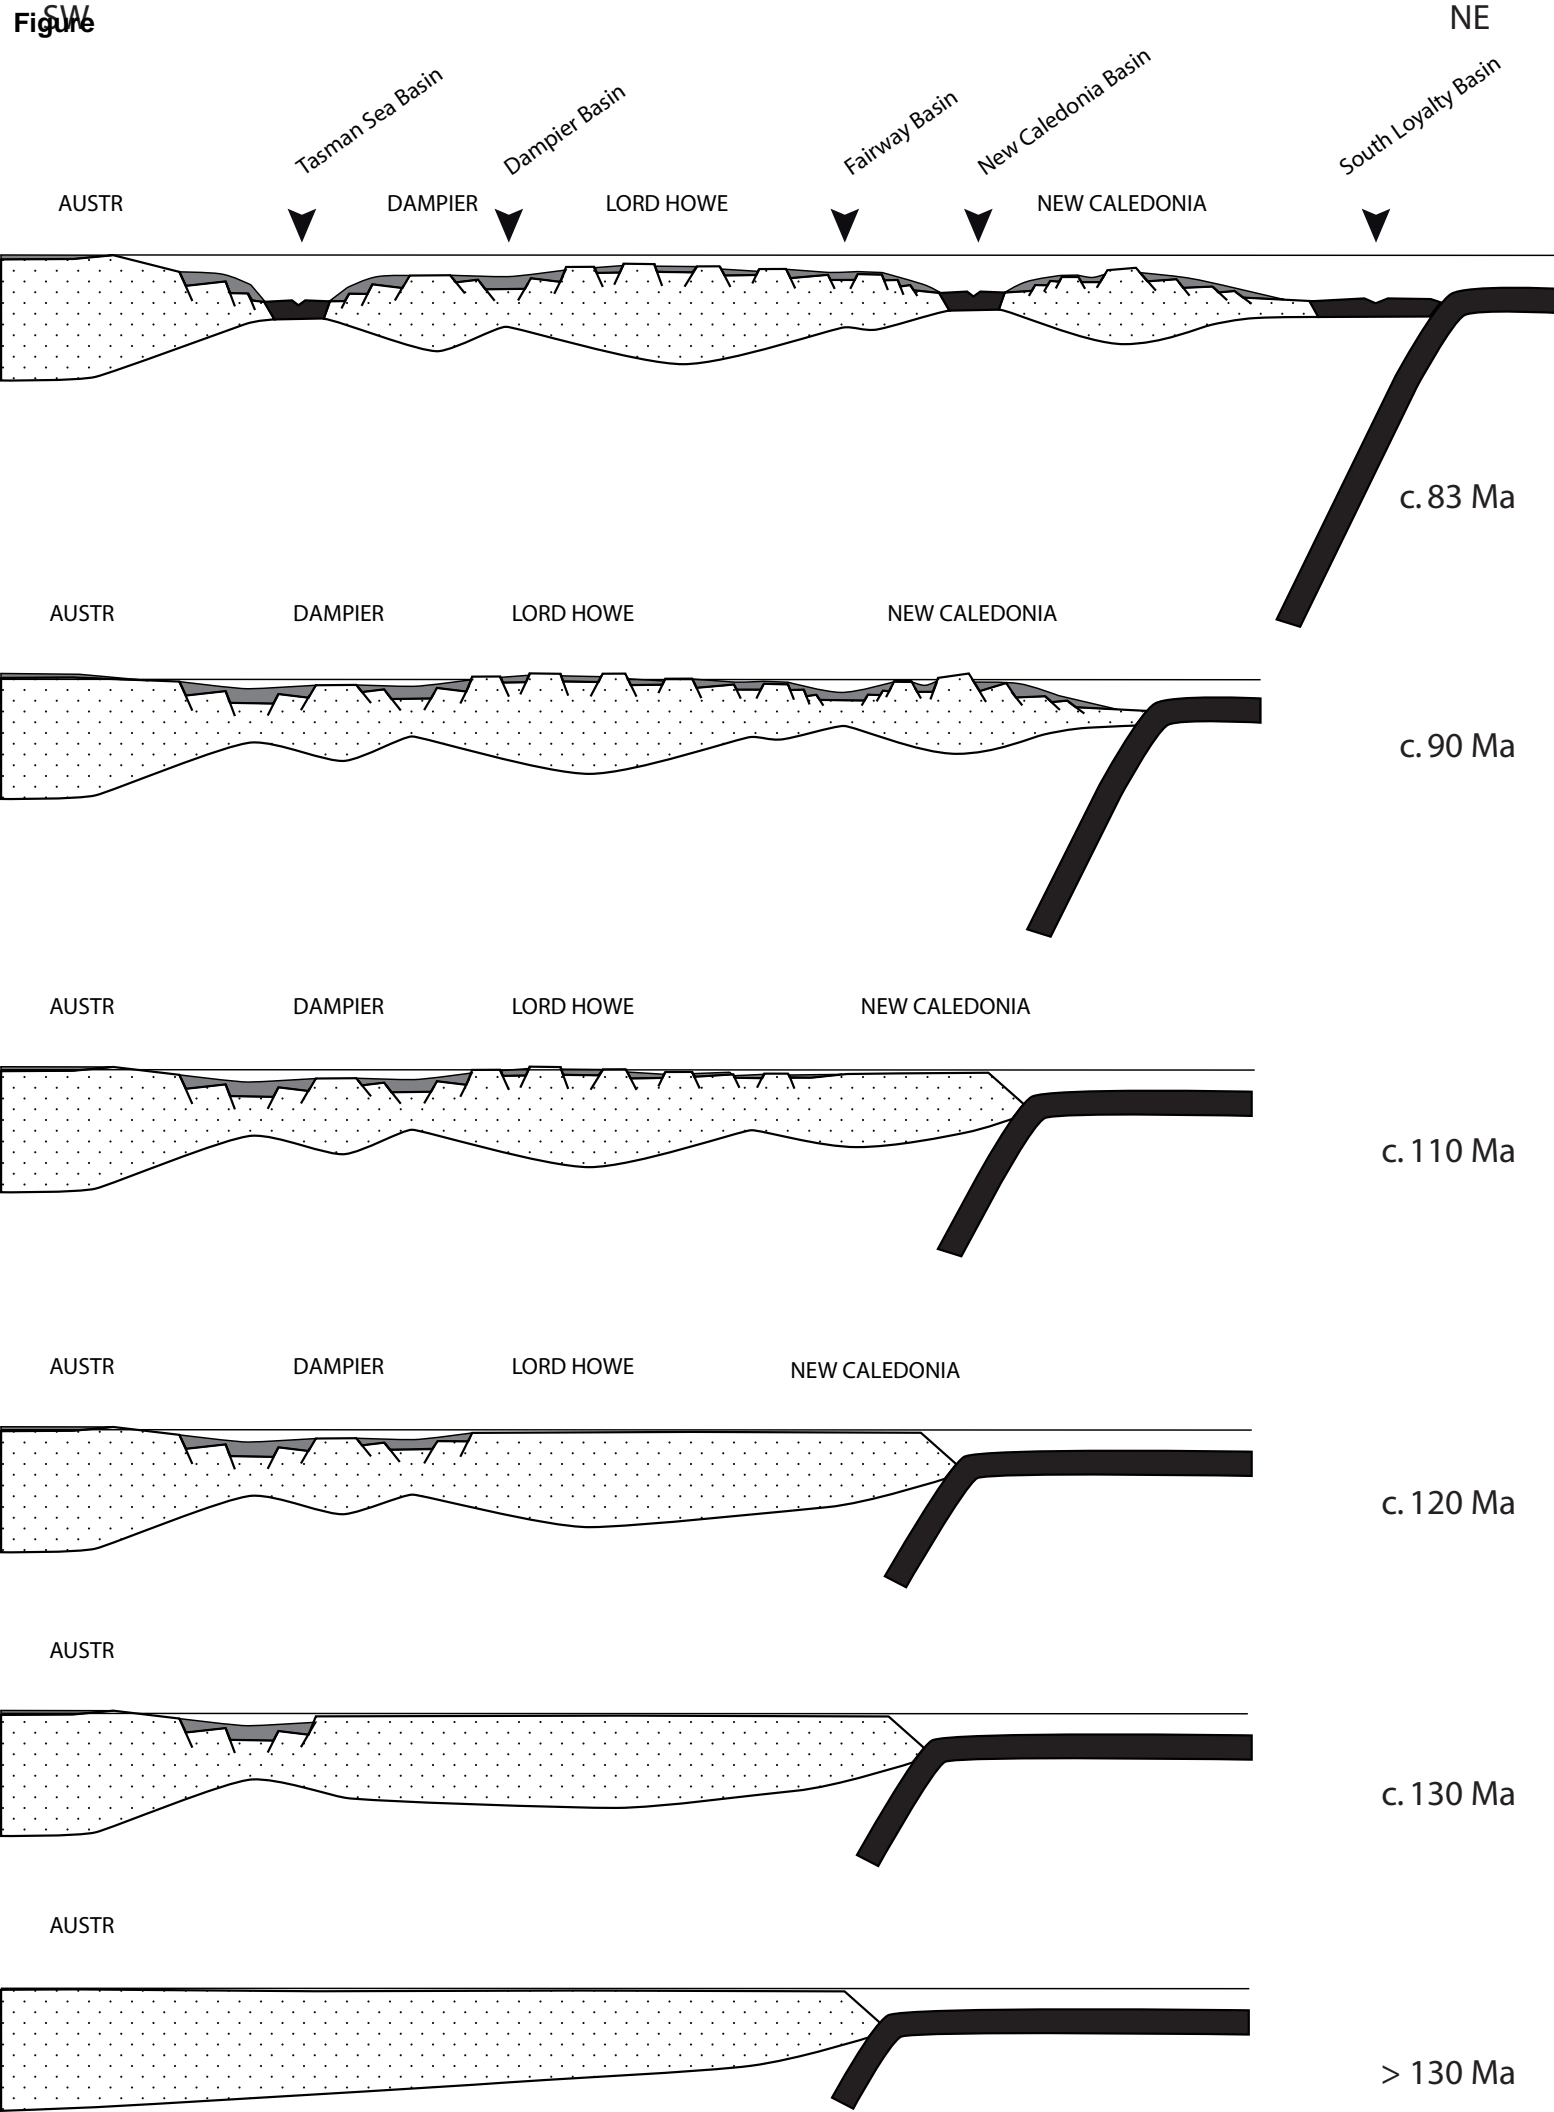 SW
Figure
NE
Tasman Sea Basin
Dampier Basin
Fairway Basin
New Caledonia Basin
South Loyalty Basin
AUSTR DAMPIER LORD HOWE NEW CALEDONIA
c. 83 Ma
AUSTR DAMPIER LORD HOWE NEW CALEDONIA
c. 90 Ma
AUSTR DAMPIER LORD HOWE NEW CALEDONIA
c. 110 Ma
AUSTR DAMPIER LORD HOWE NEW CALEDONIA
c. 120 Ma
AUSTR
c. 130 Ma
AUSTR
> 130 Ma